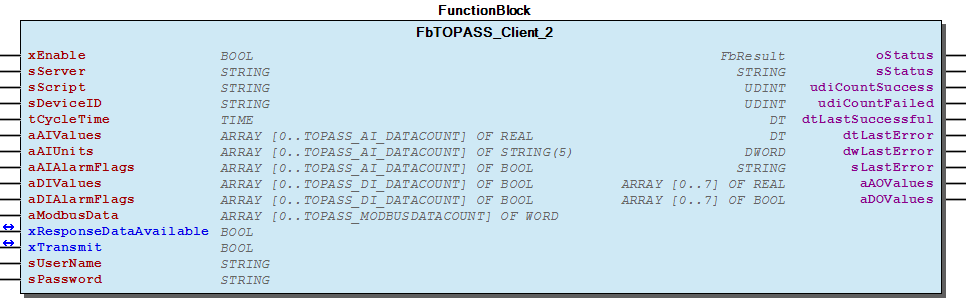 FunctionBlock
FbTOPASS_Client_2
xEnable BOOL FbResult oStatus
sServer STRING STRING sStatus
sScript STRING UDINT udiCountSuccess
sDeviceID STRING UDINT udiCountFailed
tCycleTime TIME DT dtLastSuccessful
aAIValues ARRAY [0..TOPASS_AI_DATACOUNT] OF REAL DT dtLastError
aAIUnits ARRAY [0..TOPASS_AI_DATACOUNT] OF STRING(5) DWORD dwLastError
aAIAlarmFlags ARRAY [0..TOPASS_AI_DATACOUNT] OF BOOL STRING sLastError
aDIValues ARRAY [0..TOPASS_DI_DATACOUNT] OF BOOL ARRAY [0..7] OF REAL aAOValues
aDIAlarmFlags ARRAY [0..TOPASS_DI_DATACOUNT] OF BOOL ARRAY [0..7] OF BOOL aDOValues
aModbusData ARRAY [0..TOPASS_MODBUSDATACOUNT] OF WORD
xResponseDataAvailable BOOL
xTransmit BOOL
sUserName STRING
sPassword STRING